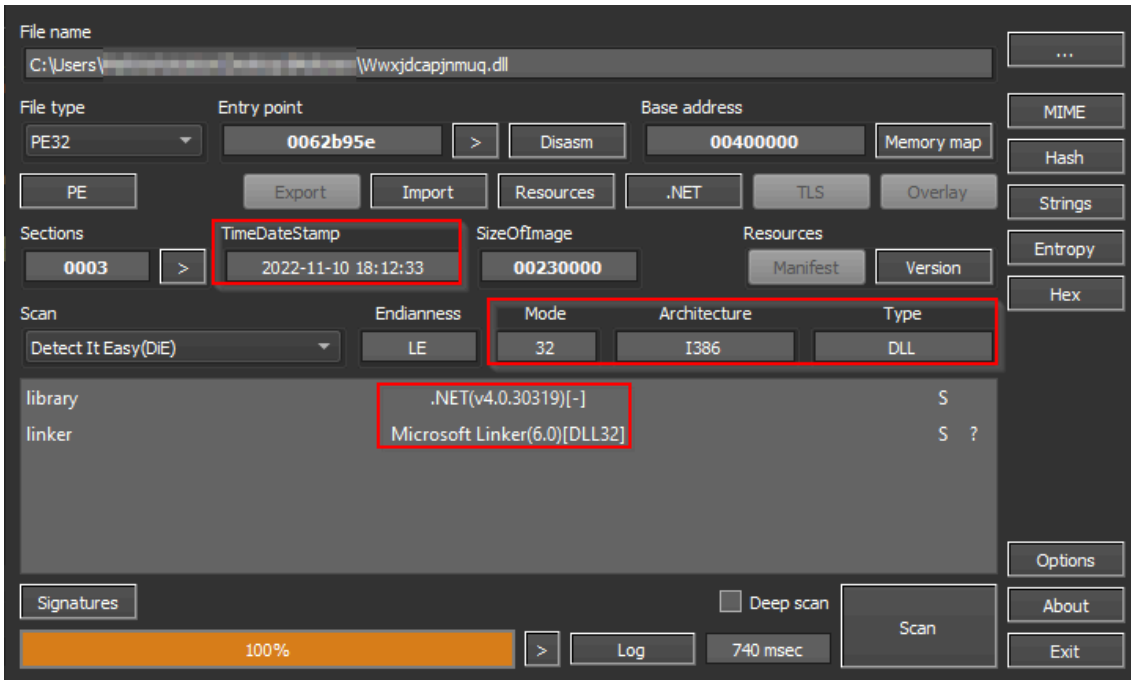 File name
C:\Users\ \Wwxjdcapjnmuq.dll ...
File type Entry point Base address
PE32 0062b95e > Disasm 00400000 Memory map MIME
Hash
PE Export Import Resources .NET TLS Overlay Strings
Sections TimeDateStamp SizeOfImage Resources
0003 > 2022-11-10 18:12:33 00230000 Manifest Version Entropy
Hex
Scan Endianness Mode Architecture Type
Detect It Easy(DiE) LE 32 I386 DLL
library .NET(v4.0.30319)[-] S
linker Microsoft Linker(6.0)[DLL32] S ?
Options
Signatures Deep scan Scan About
100% > Log 740 msec Exit